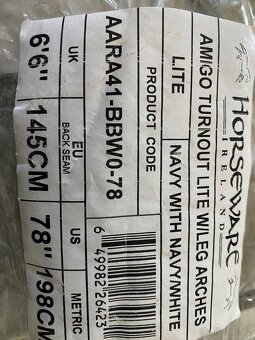 HORSEWARE
IRELAND
AMIGO TURNOUT LITE W/LEG ARCHES
LITE
NAVY WITH NAVY/WHITE
PRODUCT CODE
AARA41-BBW0-78
UK
EU
BACK SEAM
US
METRIC
6'6"
145CM
78"
198CM
6 49982 26423